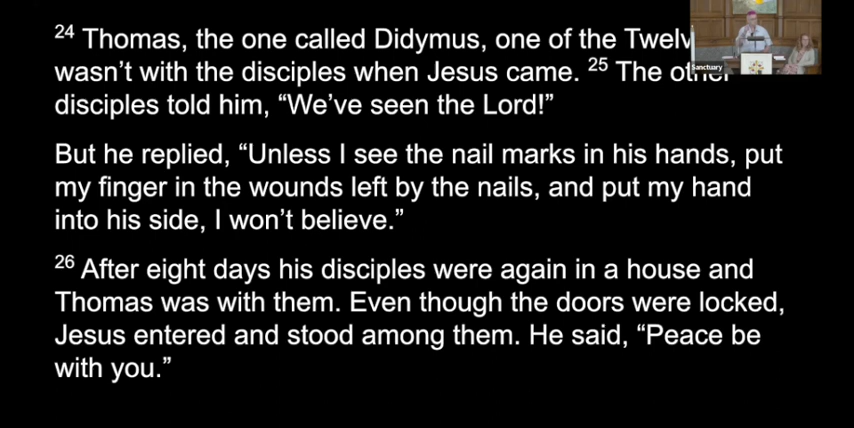 24 Thomas, the one called Didymus, one of the Twelv
wasn’t with the disciples when Jesus came. 25 The
disciples told him, “We’ve seen the Lord!”
But he replied, “Unless I see the nail marks in his hands, put
my finger in the wounds left by the nails, and put my hand
into his side, I won’t believe.”
26 After eight days his disciples were again in a house and
Thomas was with them. Even though the doors were locked,
Jesus entered and stood among them. He said, “Peace be
with you.”
Sanctuary